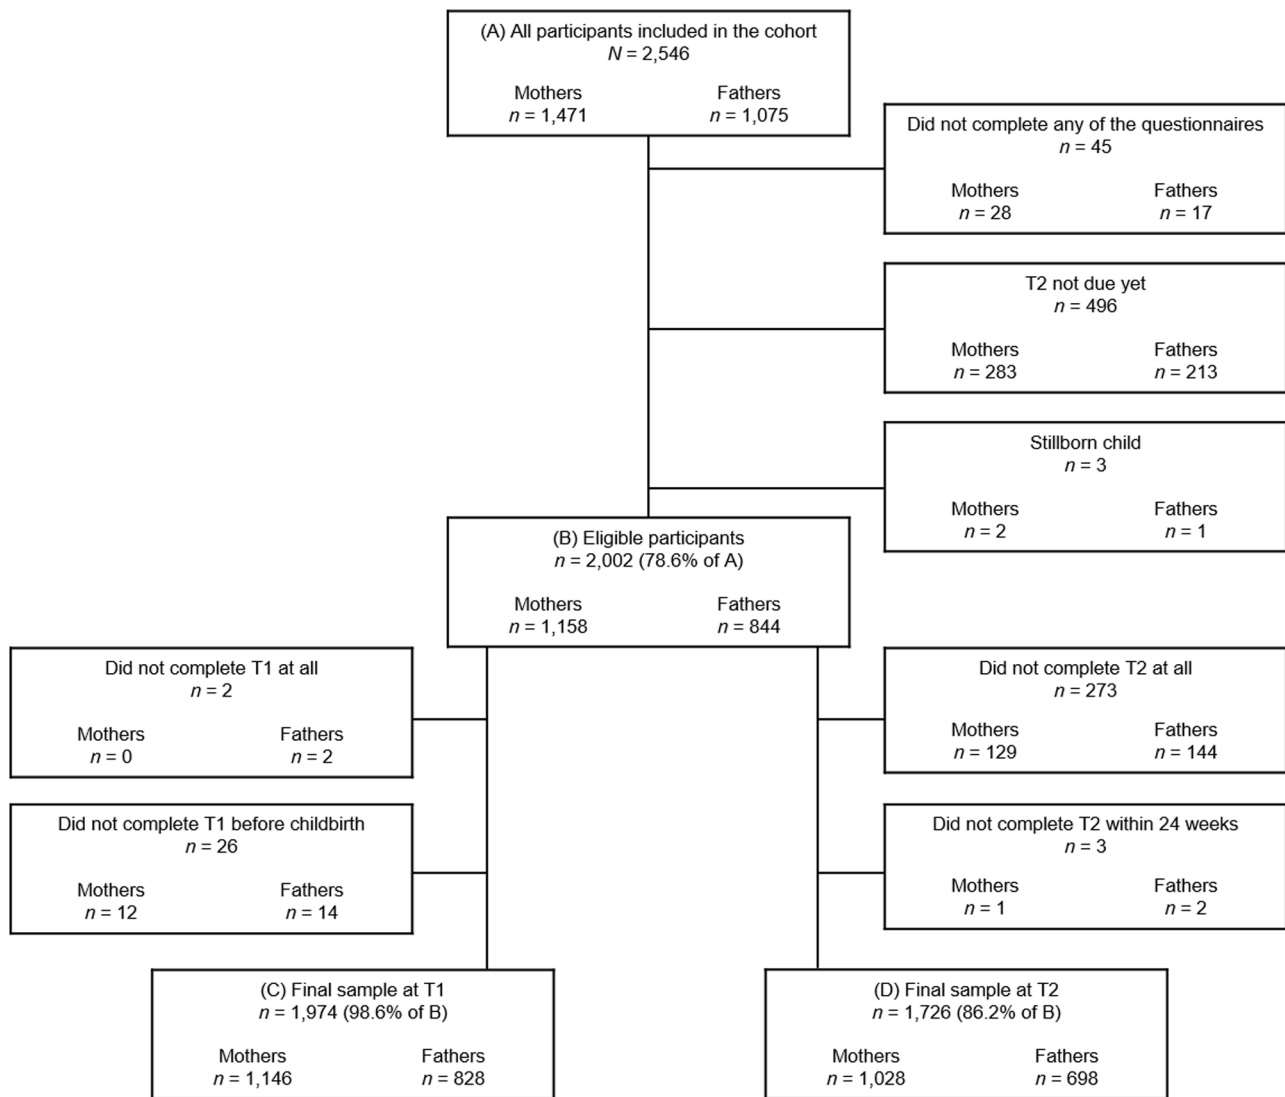 (A) All participants included in the cohort
N = 2,546
Mothers Fathers
n = 1,471 n = 1,075
Did not complete any of the questionnaires
n = 45
Mothers Fathers
n = 28 n = 17
T2 not due yet
n = 496
Mothers Fathers
n = 283 n = 213
Stillborn child
n = 3
Mothers Fathers
n = 2 n = 1
(B) Eligible participants
n = 2,002 (78.6% of A)
Mothers Fathers
n = 1,158 n = 844
Did not complete T1 at all
n = 2
Mothers Fathers
n = 0 n = 2
Did not complete T2 at all
n = 273
Mothers Fathers
n = 129 n = 144
Did not complete T1 before childbirth
n = 26
Mothers Fathers
n = 12 n = 14
Did not complete T2 within 24 weeks
n = 3
Mothers Fathers
n = 1 n = 2
(C) Final sample at T1
n = 1,974 (98.6% of B)
Mothers Fathers
n = 1,146 n = 828
(D) Final sample at T2
n = 1,726 (86.2% of B)
Mothers Fathers
n = 1,028 n = 698